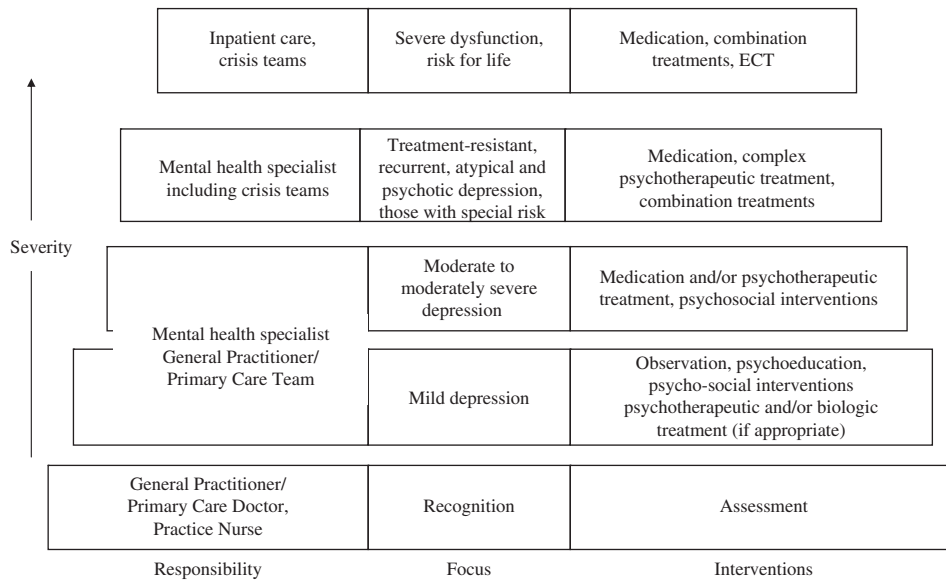 Inpatient care,
crisis teams
Severe dysfunction,
risk for life
Medication, combination
treatments, ECT
Mental health specialist
including crisis teams
Treatment-resistant,
recurrent, atypical and
psychotic depression,
those with special risk
Medication, complex
psychotherapeutic treatment,
combination treatments
Severity
Moderate to
moderately severe
depression
Medication and/or psychotherapeutic
treatment, psychosocial interventions
Mental health specialist
General Practitioner/
Primary Care Team
Mild depression
Observation, psychoeducation,
psycho-social interventions
psychotherapeutic and/or biologic
treatment (if appropriate)
General Practitioner/
Primary Care Doctor,
Practice Nurse
Recognition
Assessment
Responsibility
Focus
Interventions